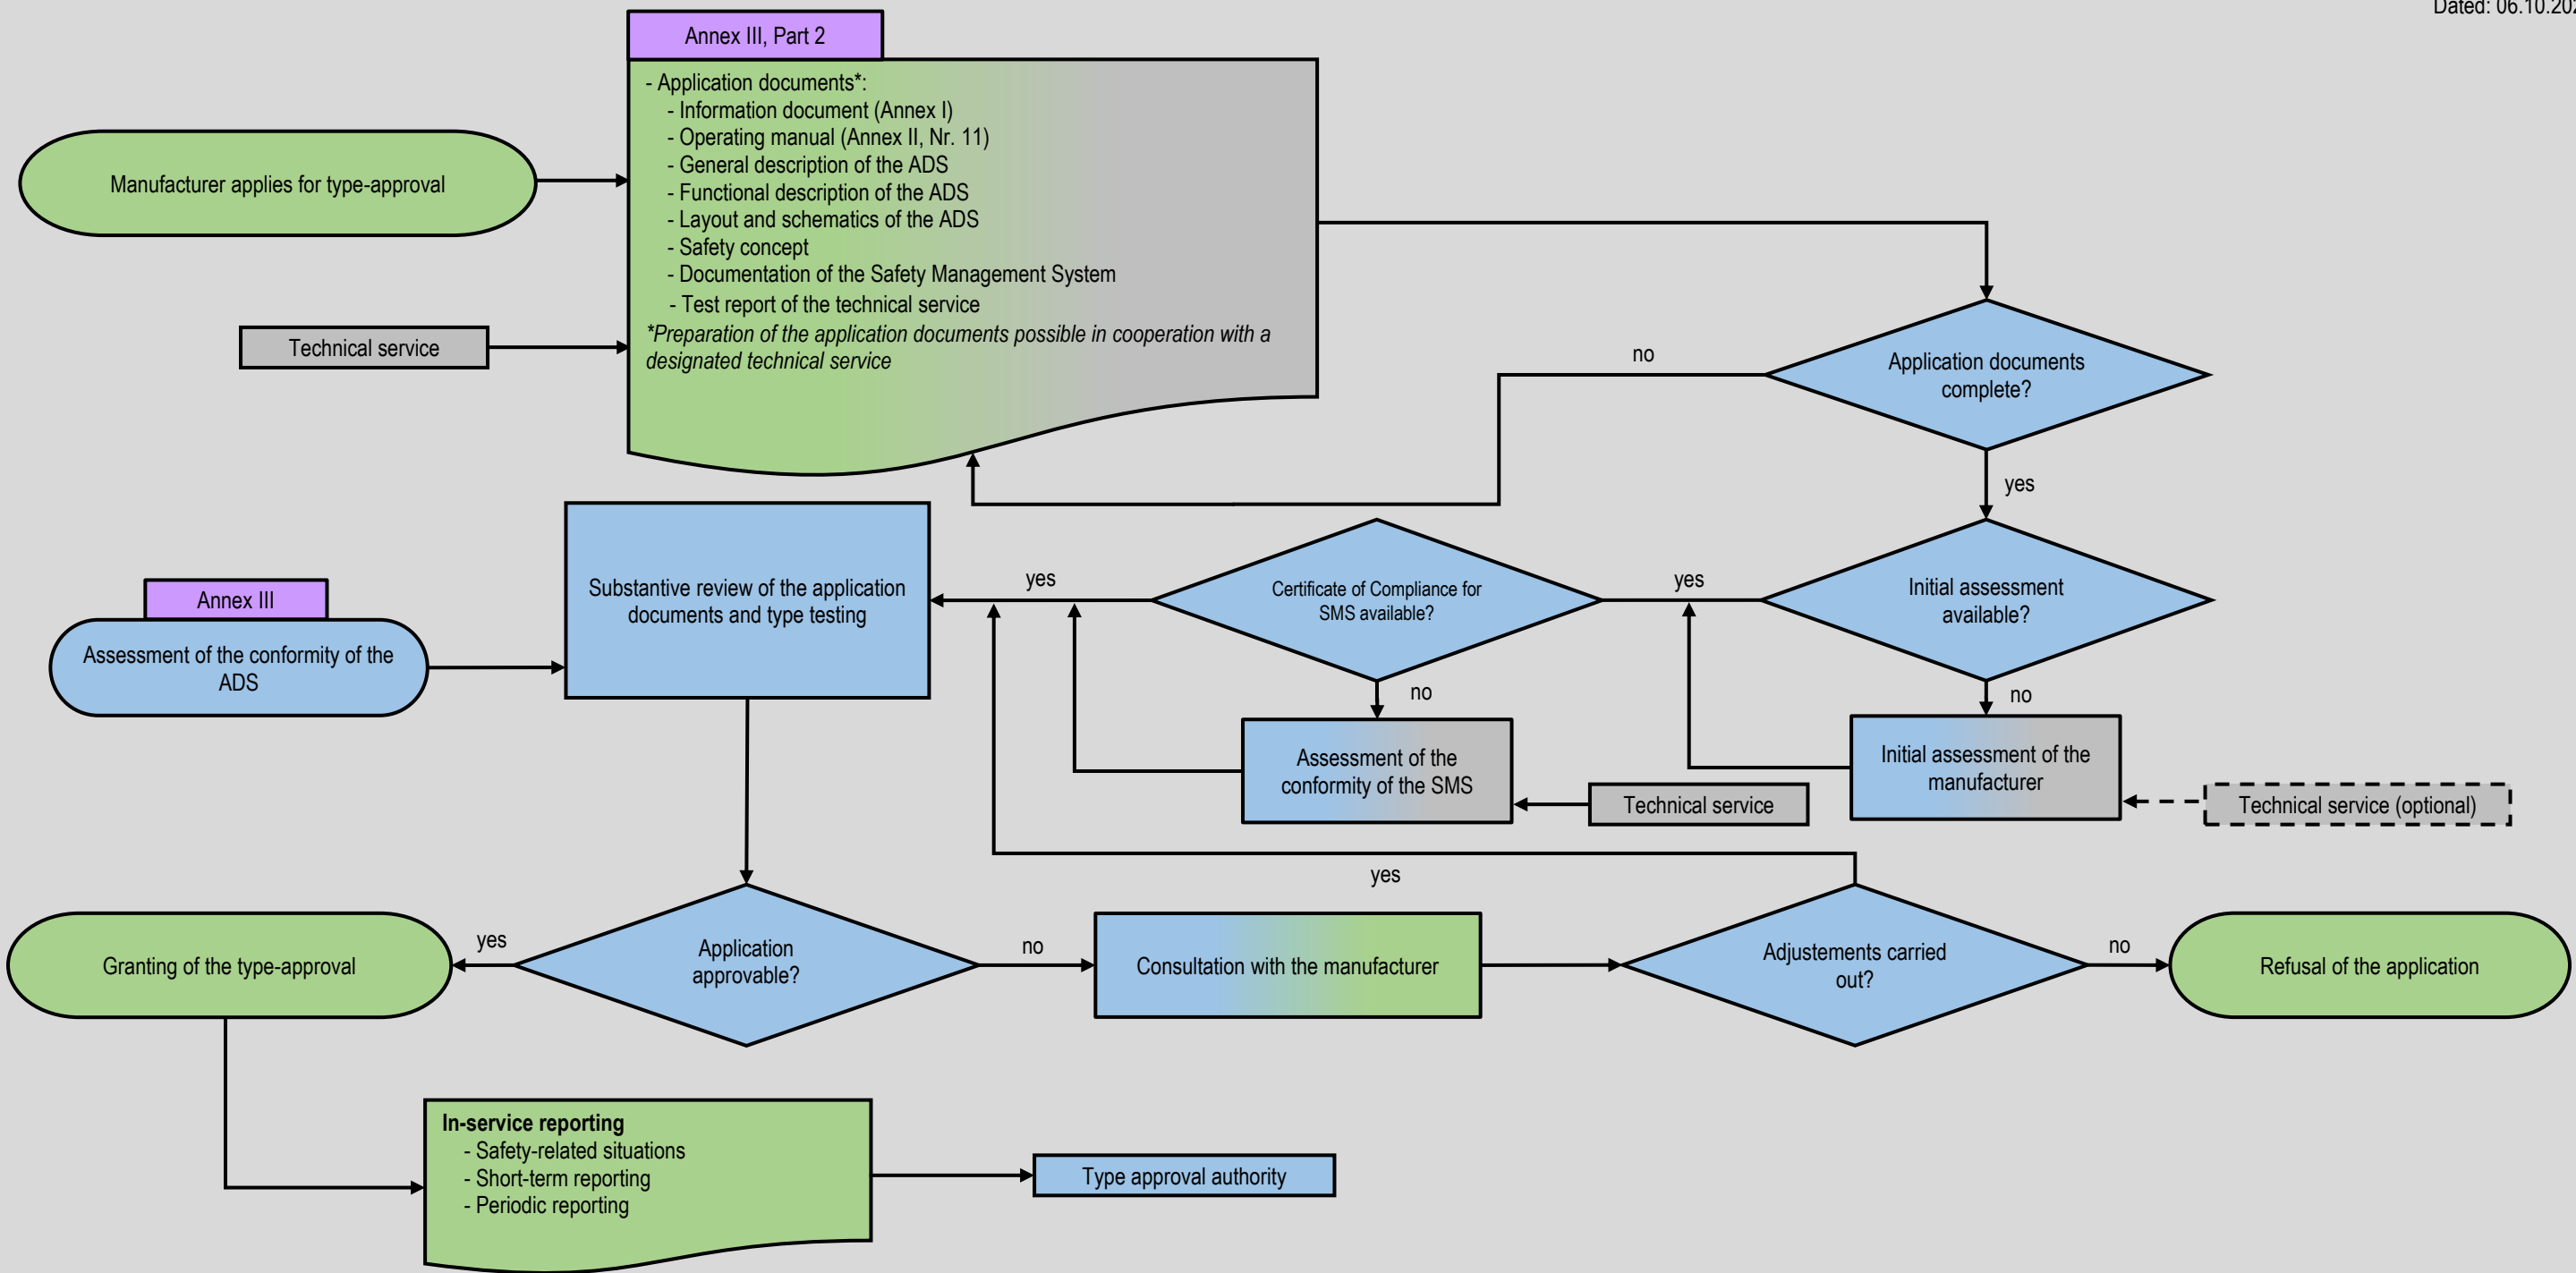 Dated: 06.10.202
Annex III, Part 2
- Application documents*:
- Information document (Annex I)
- Operating manual (Annex II, Nr. 11)
- General description of the ADS
- Functional description of the ADS
- Layout and schematics of the ADS
- Safety concept
- Documentation of the Safety Management System
- Test report of the technical service
*Preparation of the application documents possible in cooperation with a
designated technical service
Manufacturer applies for type-approval
Technical service
Application documents
complete?
no
yes
Initial assessment
available?
yes
no
Certificate of Compliance for
SMS available?
yes
no
Substantive review of the application
documents and type testing
Annex III
Assessment of the conformity of the
ADS
Assessment of the
conformity of the SMS
Technical service
Initial assessment of the
manufacturer
Technical service (optional)
yes
Granting of the type-approval
yes
Application
approvable?
no
Consultation with the manufacturer
Adjustements carried
out?
no
Refusal of the application
In-service reporting
- Safety-related situations
- Short-term reporting
- Periodic reporting
Type approval authority